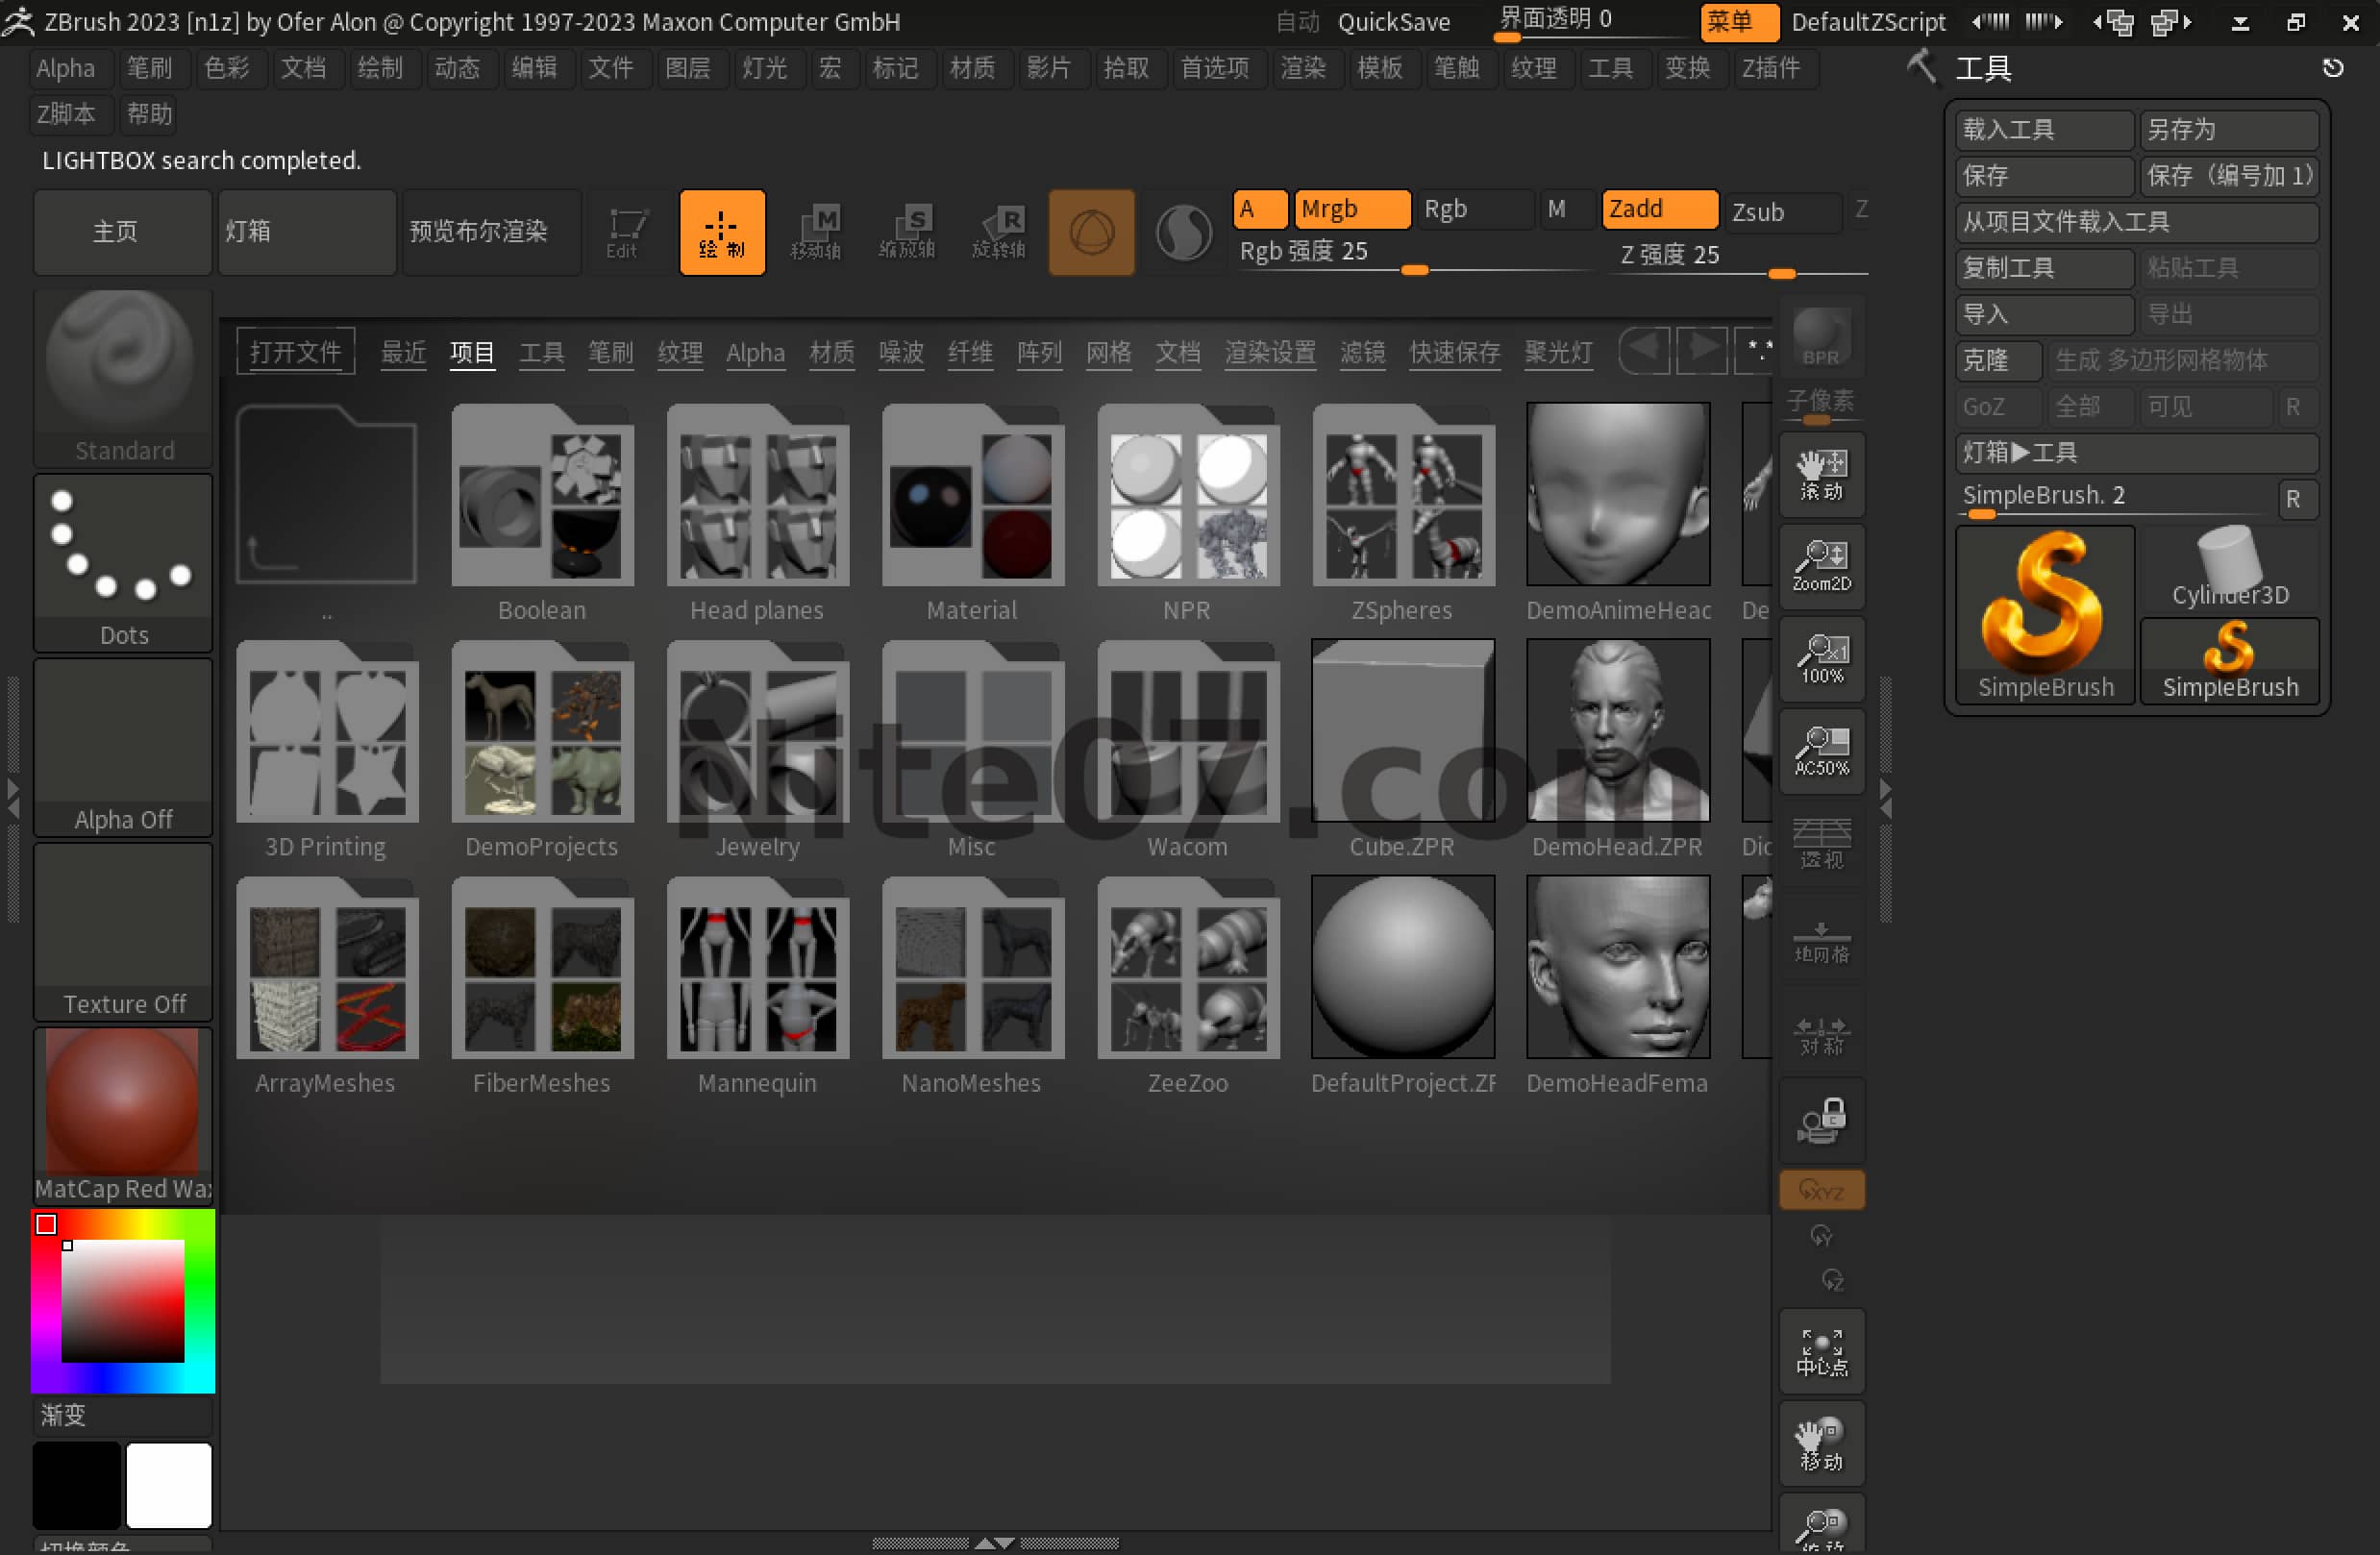 ZBrush 2023 [n1z] by Ofer Alon @ Copyright 1997-2023 Maxon Computer GmbH 自动 QuickSave 界面透明 0 菜单 DefaultZScript
Alpha 笔刷 色彩 文档 绘制 动态 编辑 文件 图层 灯光 宏 标记 材质 影片 拾取 首选项 渲染 模板 笔触 纹理 工具 变换 Z插件
Z脚本 帮助
LIGHTBOX search completed.
主页 灯箱 预览布尔渲染 Edit 绘制 M 移动轴 S 缩放轴 R 旋转轴 A Mrgb Rgb M Zadd Zsub Z
Rgb 强度 25 Z 强度 25
打开文件 最近 项目 工具 笔刷 纹理 Alpha 材质 噪波 纤维 阵列 网格 文档 渲染设置 滤镜 快速保存 聚光灯
Standard
Dots
Alpha Off
Texture Off
MatCap Red Wax
渐变
切换颜色
.. Boolean Head planes Material NPR ZSpheres DemoAnimeHeac De
3D Printing DemoProjects Jewelry Misc Wacom Cube.ZPR DemoHead.ZPR Dic
ArrayMeshes FiberMeshes Mannequin NanoMeshes ZeeZoo DefaultProject.ZF DemoHeadFema
Nite07.com
BPR
子像素
滚动
Zoom2D
x1
100%
AC50%
透视
地网格
对称
XYZ
Y
Z
中心点
移动
缩放
工具
载入工具 另存为
保存 保存（编号加 1）
从项目文件载入工具
复制工具 粘贴工具
导入 导出
克隆 生成 多边形网格物体
GoZ 全部 可见 R
灯箱▶工具
SimpleBrush. 2 R
Cylinder3D
SimpleBrush SimpleBrush